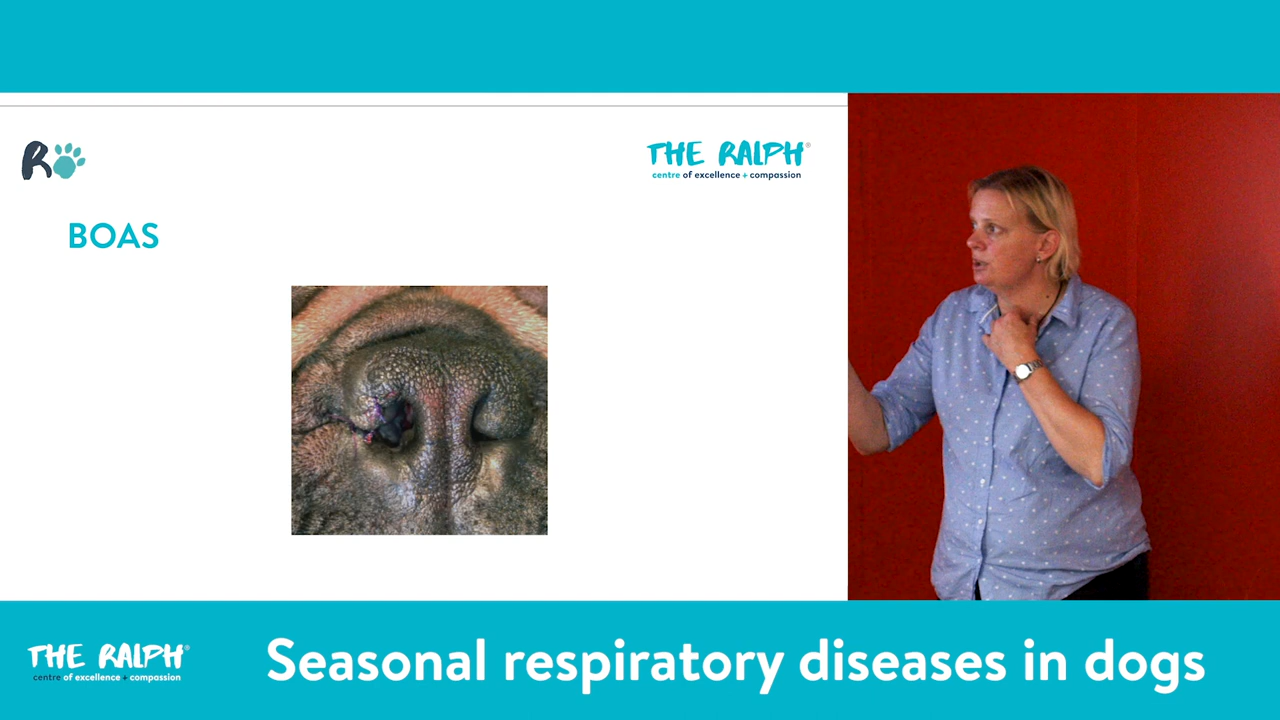 R
THE RALPH®
centre of excellence + compassion
BOAS
THE RALPH®
centre of excellence + compassion
Seasonal respiratory diseases in dogs